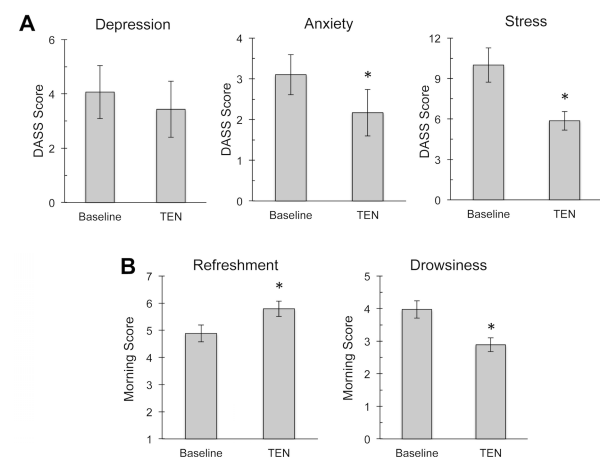 A
Depression
Anxiety
Stress
6
4
2
0
DASS Score
Baseline
TEN
4
3
2
1
0
DASS Score
*
Baseline
TEN
12
9
6
3
0
DASS Score
*
Baseline
TEN
B
Refreshment
Drowsiness
7
6
5
4
3
2
1
Morning Score
*
Baseline
TEN
5
4
3
2
1
0
Morning Score
*
Baseline
TEN